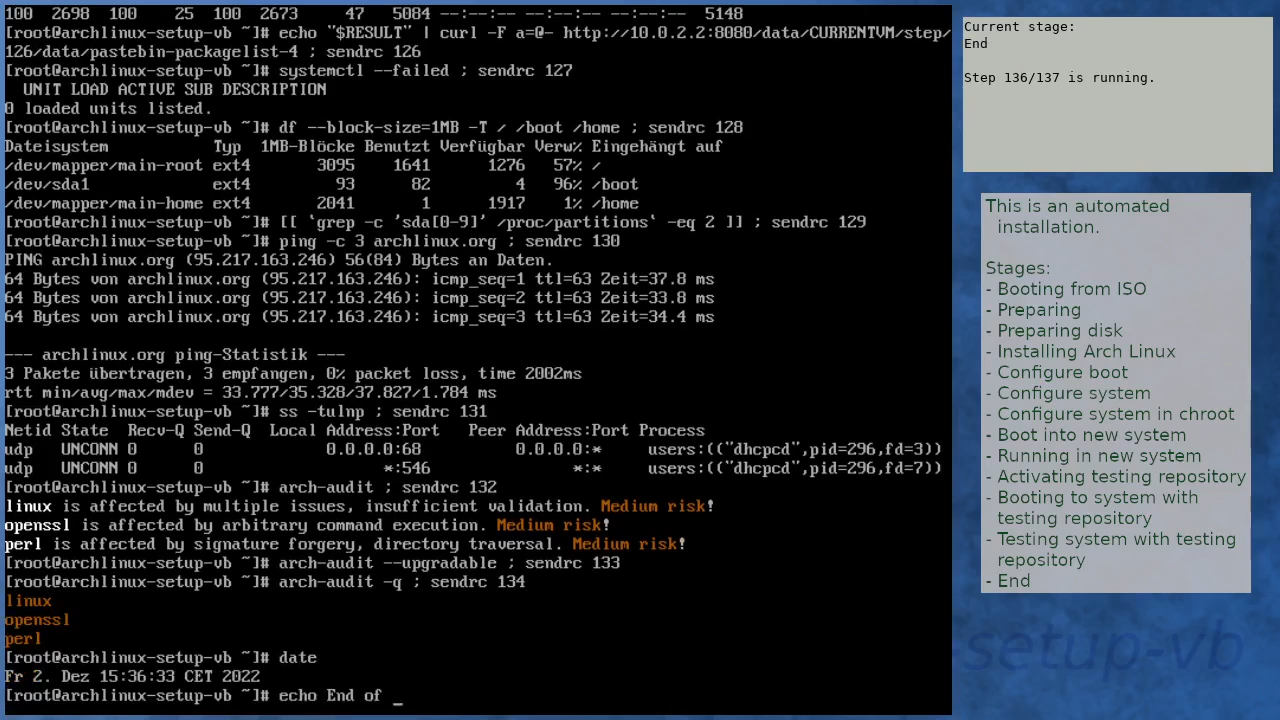 100  2698  100    25  100  2673     47   5084 --:--:-- --:--:-- --:--:--  5148
[root@archlinux-setup-vb ~]# echo "$RESULT" | curl -F a=@- http://10.0.2.2:8080/data/CURRENTVM/step/
126/data/pastebin-packagelist-4 ; sendrc 126
[root@archlinux-setup-vb ~]# systemctl --failed ; sendrc 127
  UNIT LOAD ACTIVE SUB DESCRIPTION
0 loaded units listed.
[root@archlinux-setup-vb ~]# df --block-size=1MB -T / /boot /home ; sendrc 128
Dateisystem           Typ  1MB-Blöcke Benutzt Verfügbar Verw% Eingehängt auf
/dev/mapper/main-root ext4       3095    1641      1276   57% /
/dev/sda1             ext4         93      82         4   96% /boot
/dev/mapper/main-home ext4       2041       1      1917    1% /home
[root@archlinux-setup-vb ~]# [[ `grep -c 'sda[0-9]' /proc/partitions` -eq 2 ]] ; sendrc 129
[root@archlinux-setup-vb ~]# ping -c 3 archlinux.org ; sendrc 130
PING archlinux.org (95.217.163.246) 56(84) Bytes an Daten.
64 Bytes von archlinux.org (95.217.163.246): icmp_seq=1 ttl=63 Zeit=37.8 ms
64 Bytes von archlinux.org (95.217.163.246): icmp_seq=2 ttl=63 Zeit=33.8 ms
64 Bytes von archlinux.org (95.217.163.246): icmp_seq=3 ttl=63 Zeit=34.4 ms
--- archlinux.org ping-Statistik ---
3 Pakete übertragen, 3 empfangen, 0% packet loss, time 2002ms
rtt min/avg/max/mdev = 33.777/35.328/37.827/1.784 ms
[root@archlinux-setup-vb ~]# ss -tulnp ; sendrc 131
Netid State  Recv-Q Send-Q  Local Address:Port   Peer Address:Port Process
udp   UNCONN 0      0             0.0.0.0:68          0.0.0.0:*     users:(("dhcpcd",pid=296,fd=3))
udp   UNCONN 0      0                   *:546               *:*     users:(("dhcpcd",pid=296,fd=7))
[root@archlinux-setup-vb ~]# arch-audit ; sendrc 132
linux is affected by multiple issues, insufficient validation. Medium risk!
openssl is affected by arbitrary command execution. Medium risk!
perl is affected by signature forgery, directory traversal. Medium risk!
[root@archlinux-setup-vb ~]# arch-audit --upgradable ; sendrc 133
[root@archlinux-setup-vb ~]# arch-audit -q ; sendrc 134
linux
openssl
perl
[root@archlinux-setup-vb ~]# date
Fr 2. Dez 15:36:33 CET 2022
[root@archlinux-setup-vb ~]# echo End of _
Current stage:
End
Step 136/137 is running.
This is an automated
installation.
Stages:
- Booting from ISO
- Preparing
- Preparing disk
- Installing Arch Linux
- Configure boot
- Configure system
- Configure system in chroot
- Boot into new system
- Running in new system
- Activating testing repository
- Booting to system with
testing repository
- Testing system with testing
repository
- End
-setup-vb